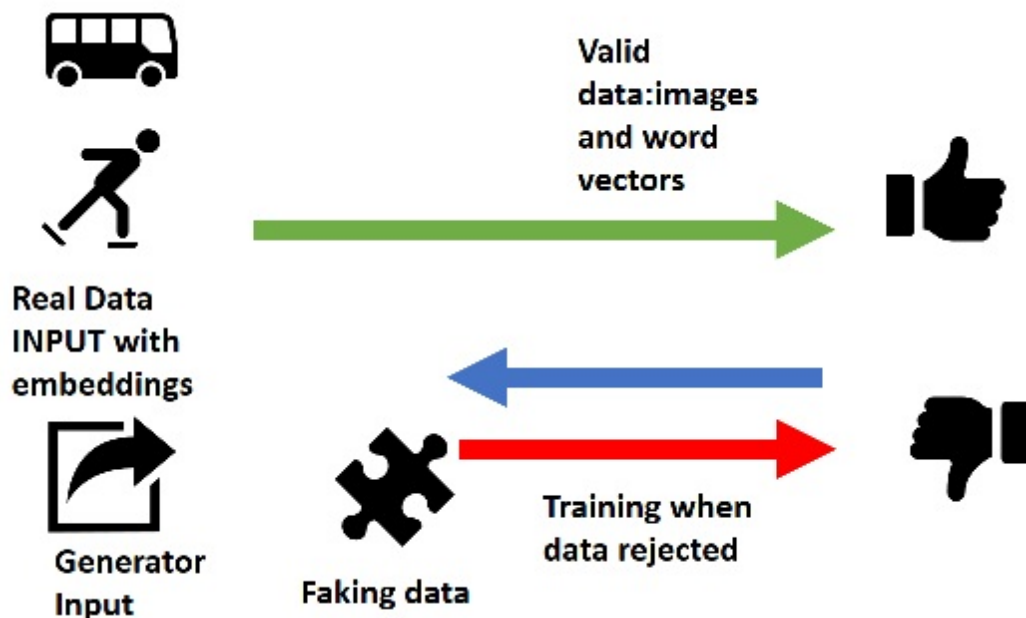 Valid
data:images
and word
vectors
Real Data
INPUT with
embeddings
Generator
Input
Faking data
Training when
data rejected